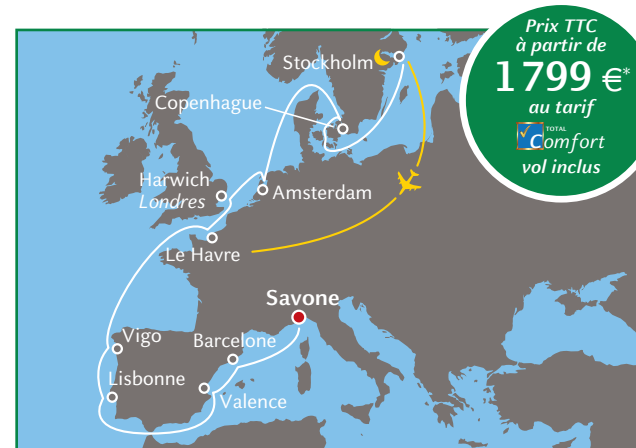 Prix TTC
à partir de
1799 €*
au tarif
TOTAL
Comfort
vol inclus
Stockholm
Copenhague
Harwich
Londres
Amsterdam
Le Havre
Savone
Vigo
Barcelone
Lisbonne
Valence